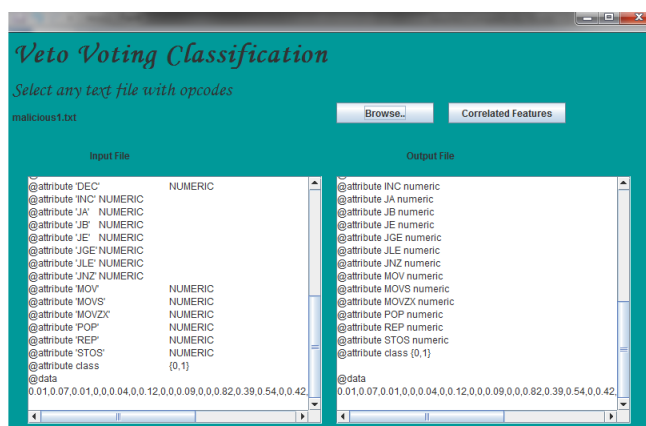 Veto Voting Classification
Select any text file with opcodes
malicious1.txt
Browse..
Correlated Features
Input File
Output File
@attribute 'DEC' NUMERIC
@attribute 'INC' NUMERIC
@attribute 'JA' NUMERIC
@attribute 'JB' NUMERIC
@attribute 'JE' NUMERIC
@attribute 'JGE' NUMERIC
@attribute 'JLE' NUMERIC
@attribute 'JNZ' NUMERIC
@attribute 'MOV' NUMERIC
@attribute 'MOVS' NUMERIC
@attribute 'MOVZX' NUMERIC
@attribute 'POP' NUMERIC
@attribute 'REP' NUMERIC
@attribute 'STOS' NUMERIC
@attribute class {0,1}
@data
0.01,0.07,0.01,0,0,0.04,0,0.12,0,0,0.09,0,0,0.82,0.39,0.54,0,0.42,
@attribute INC numeric
@attribute JA numeric
@attribute JB numeric
@attribute JE numeric
@attribute JGE numeric
@attribute JLE numeric
@attribute JNZ numeric
@attribute MOV numeric
@attribute MOVS numeric
@attribute MOVZX numeric
@attribute POP numeric
@attribute REP numeric
@attribute STOS numeric
@attribute class {0,1}
@data
0.01,0.07,0.01,0,0,0.04,0,0.12,0,0,0.09,0,0,0.82,0.39,0.54,0,0.42,